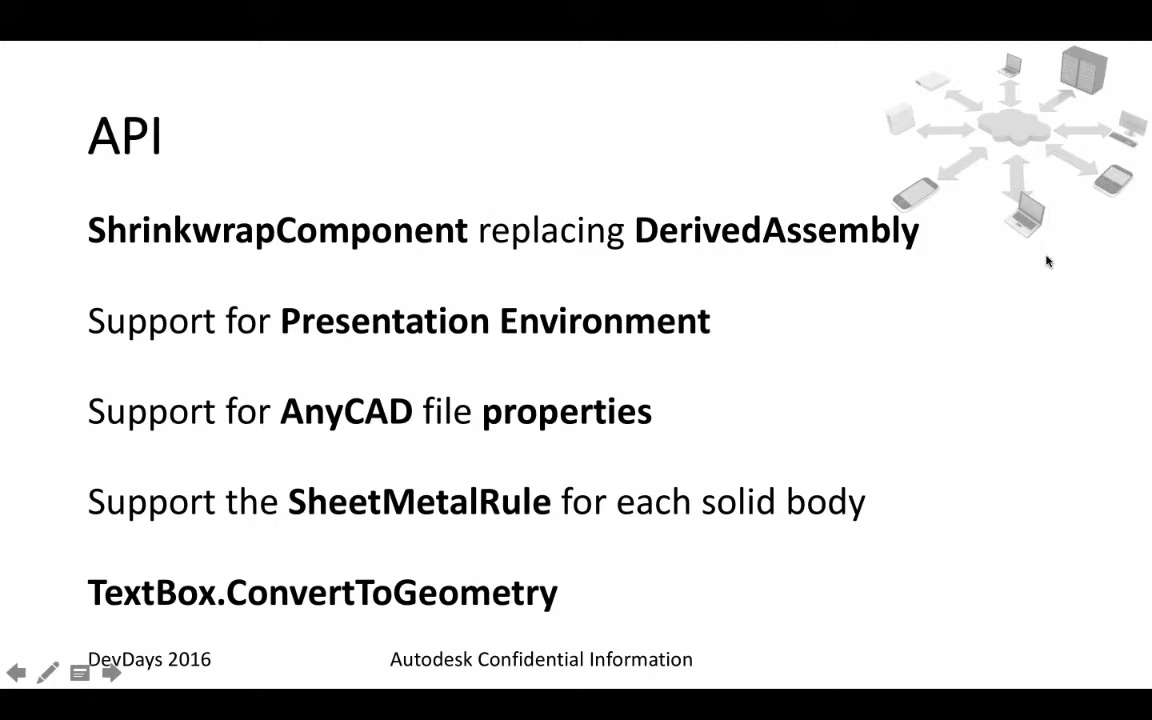 API
ShrinkwrapComponent replacing DerivedAssembly
Support for Presentation Environment
Support for AnyCAD file properties
Support the SheetMetalRule for each solid body
TextBox.ConvertToGeometry
DevDays 2016 Autodesk Confidential Information